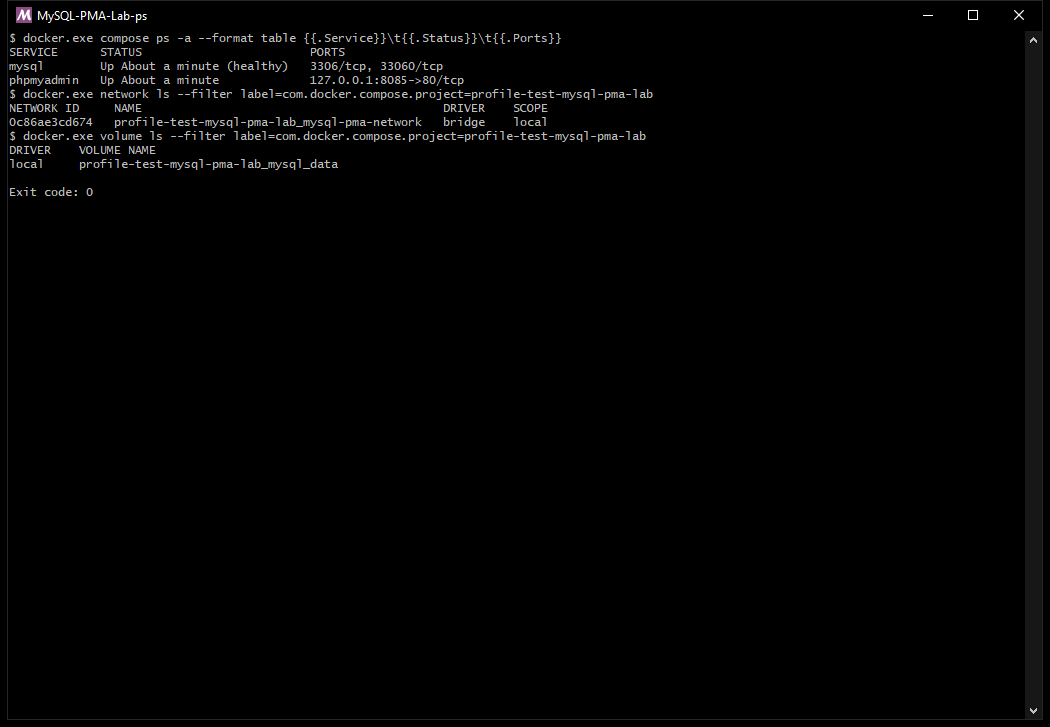 MySQL-PMA-Lab-ps
$ docker.exe compose ps -a --format table {{.Service}}\t{{.Status}}\t{{.Ports}}
SERVICE      STATUS                        PORTS
mysql        Up About a minute (healthy)   3306/tcp, 33060/tcp
phpmyadmin   Up About a minute             127.0.0.1:8085->80/tcp
$ docker.exe network ls --filter label=com.docker.compose.project=profile-test-mysql-pma-lab
NETWORK ID     NAME                                           DRIVER    SCOPE
0c86ae3cd674   profile-test-mysql-pma-lab_mysql-pma-network   bridge    local
$ docker.exe volume ls --filter label=com.docker.compose.project=profile-test-mysql-pma-lab
DRIVER    VOLUME NAME
local     profile-test-mysql-pma-lab_mysql_data
Exit code: 0